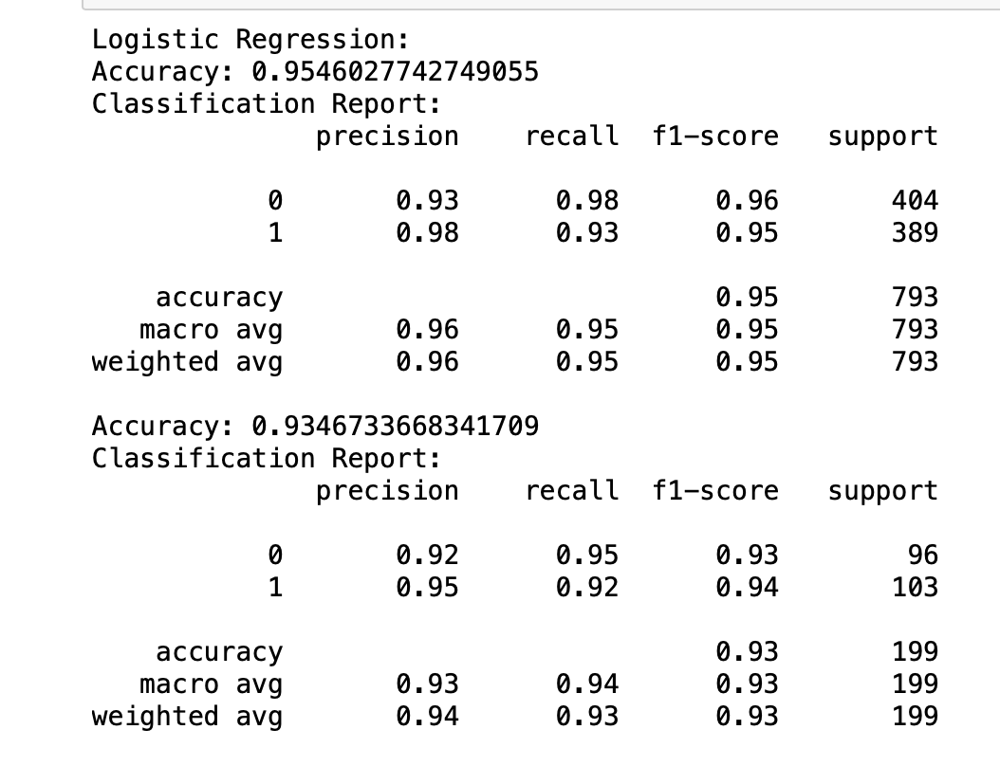 Logistic Regression:
Accuracy: 0.9546027742749055
Classification Report:
precision recall f1-score support
0 0.93 0.98 0.96 404
1 0.98 0.93 0.95 389
accuracy 0.95 793
macro avg 0.96 0.95 0.95 793
weighted avg 0.96 0.95 0.95 793
Accuracy: 0.9346733668341709
Classification Report:
precision recall f1-score support
0 0.92 0.95 0.93 96
1 0.95 0.92 0.94 103
accuracy 0.93 199
macro avg 0.93 0.94 0.93 199
weighted avg 0.94 0.93 0.93 199